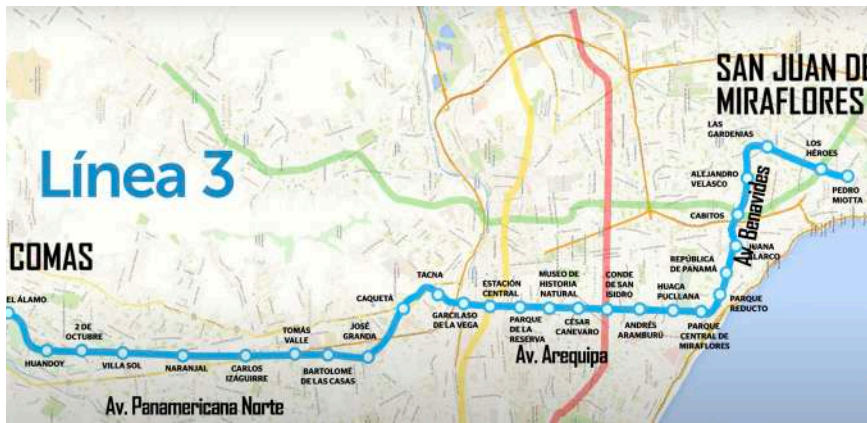 SAN JUAN DE
MIRAFLORES
Línea 3
COMAS
EL ÁLAMO
HUANDOY
2 DE
OCTUBRE
VILLA SOL
NARANJAL
CARLOS
IZÁGUIRRE
TOMÁS
VALLE
BARTOLOMÉ
DE LAS CASAS
JOSÉ
GRANDA
CAQUETÁ
TACNA
GARCILASO
DE LA VEGA
ESTACIÓN
CENTRAL
PARQUE
DE LA
RESERVA
MUSEO DE
HISTORIA
NATURAL
CÉSAR
CANEVARO
CONDE
DE SAN
ISIDRO
ANDRÉS
ARAMBURÚ
HUACA
PUCLLANA
PARQUE
CENTRAL DE
MIRAFLORES
PARQUE
REDUCTO
REPÚBLICA
DE PANAMÁ
JUANA
ALARCO
CABITOS
ALEJANDRO
VELASCO
LAS
GARDENIAS
LOS
HÉROES
PEDRO
MIOTTA
Av. Benavides
Av. Arequipa
Av. Panamericana Norte